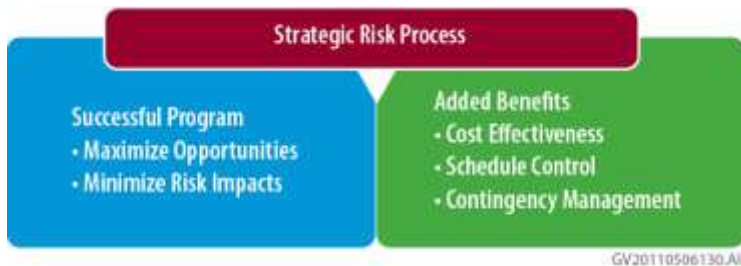 Strategic Risk Process
Successful Program
• Maximize Opportunities
• Minimize Risk Impacts
Added Benefits
• Cost Effectiveness
• Schedule Control
• Contingency Management
GV20110506130.AI